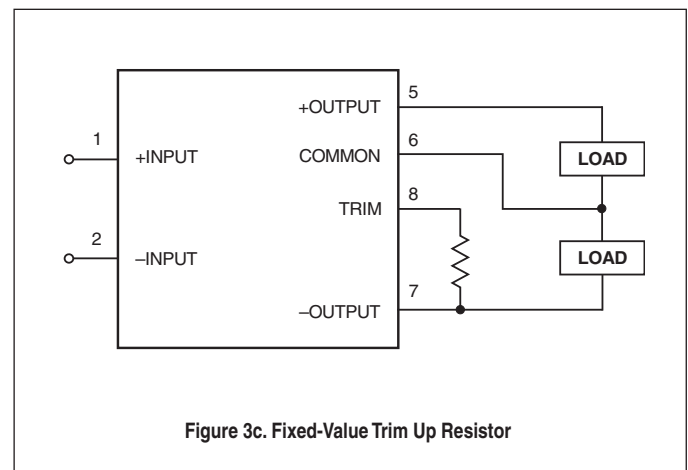 5
+OUTPUT
1
6
+INPUT
COMMON
LOAD
8
TRIM
2
–INPUT
LOAD
7
–OUTPUT
Figure 3c. Fixed-Value Trim Up Resistor